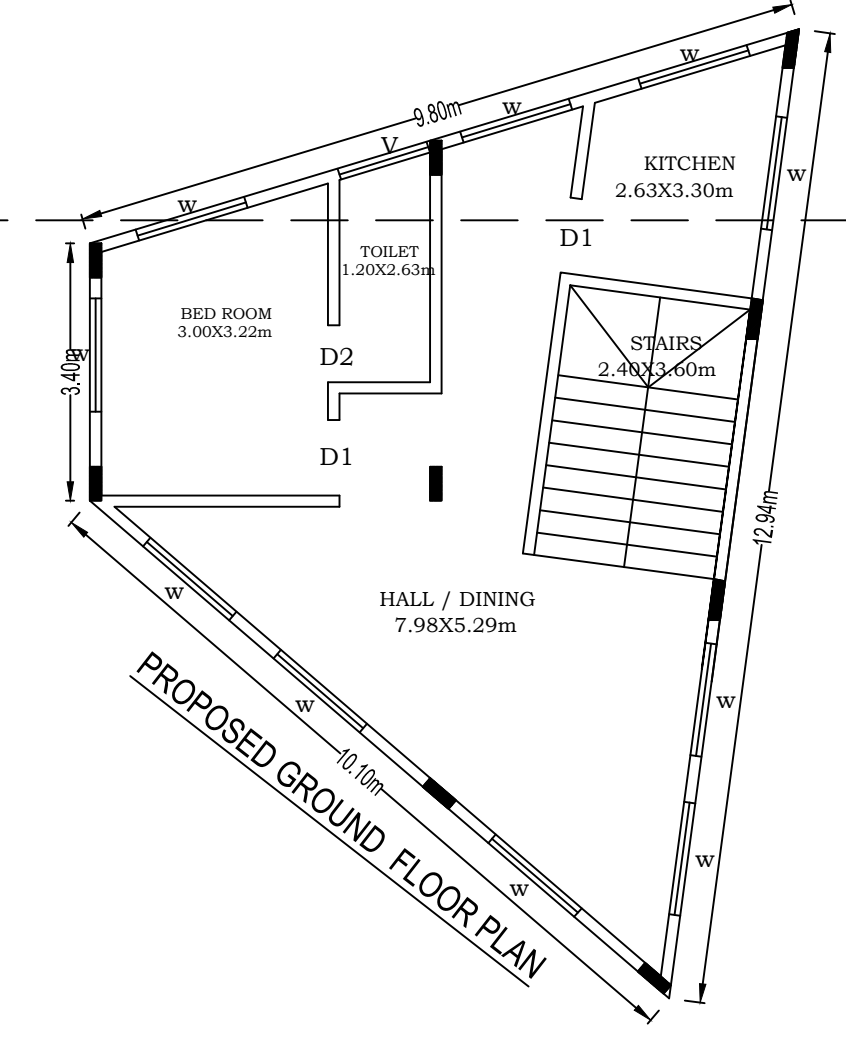 w
9.80m
w
V
w
KITCHEN
2.63X3.30m
w
D1
TOILET
1.20X2.63m
BED ROOM
3.00X3.22m
w
3.40m
D2
STAIRS
2.40X3.60m
D1
12.94m
HALL / DINING
7.98X5.29m
w
w
w
10.10m
w
w
PROPOSED GROUND FLOOR PLAN